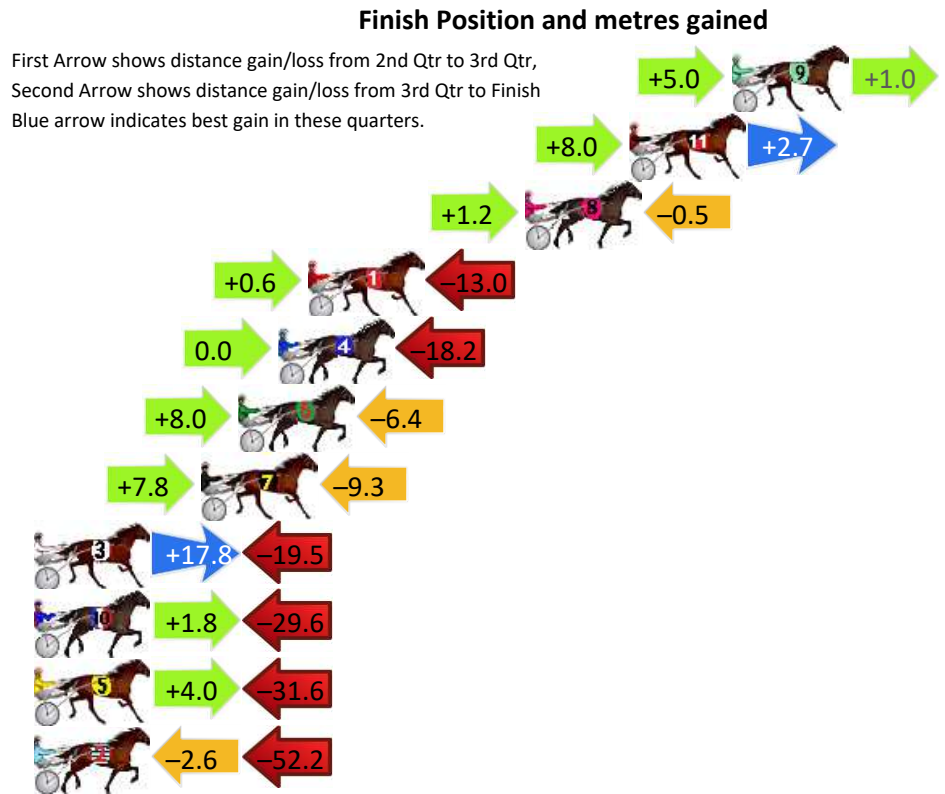 Finish Position and metres gained
First Arrow shows distance gain/loss from 2nd Qtr to 3rd Qtr,
Second Arrow shows distance gain/loss from 3rd Qtr to Finish
Blue arrow indicates best gain in these quarters.
+5.0 9 +1.0
+8.0 11 +2.7
+1.2 8 −0.5
+0.6 1 −13.0
0.0 4 −18.2
+8.0 6 −6.4
+7.8 7 −9.3
3 +17.8 −19.5
10 +1.8 −29.6
5 +4.0 −31.6
2 −2.6 −52.2